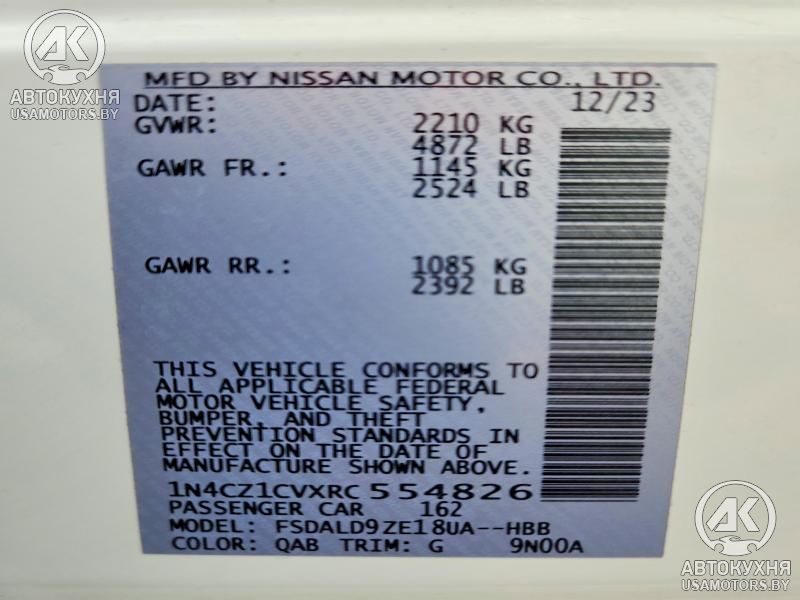 AK
АВТОКУХНЯ
USAMOTORS.BY
MFD BY NISSAN MOTOR CO., LTD.
DATE: 12/23
GVWR: 2210 KG
4872 LB
GAWR FR.: 1145 KG
2524 LB
GAWR RR.: 1085 KG
2392 LB
THIS VEHICLE CONFORMS TO
ALL APPLICABLE FEDERAL
MOTOR VEHICLE SAFETY,
BUMPER, AND THEFT
PREVENTION STANDARDS IN
EFFECT ON THE DATE OF
MANUFACTURE SHOWN ABOVE.
1N4CZ1CVXRC554826
PASSENGER CAR 162
MODEL: FSDALD9ZE18UA--HBB
COLOR: QAB TRIM: G 9N00A
AK
АВТОКУХНЯ
USAMOTORS.BY